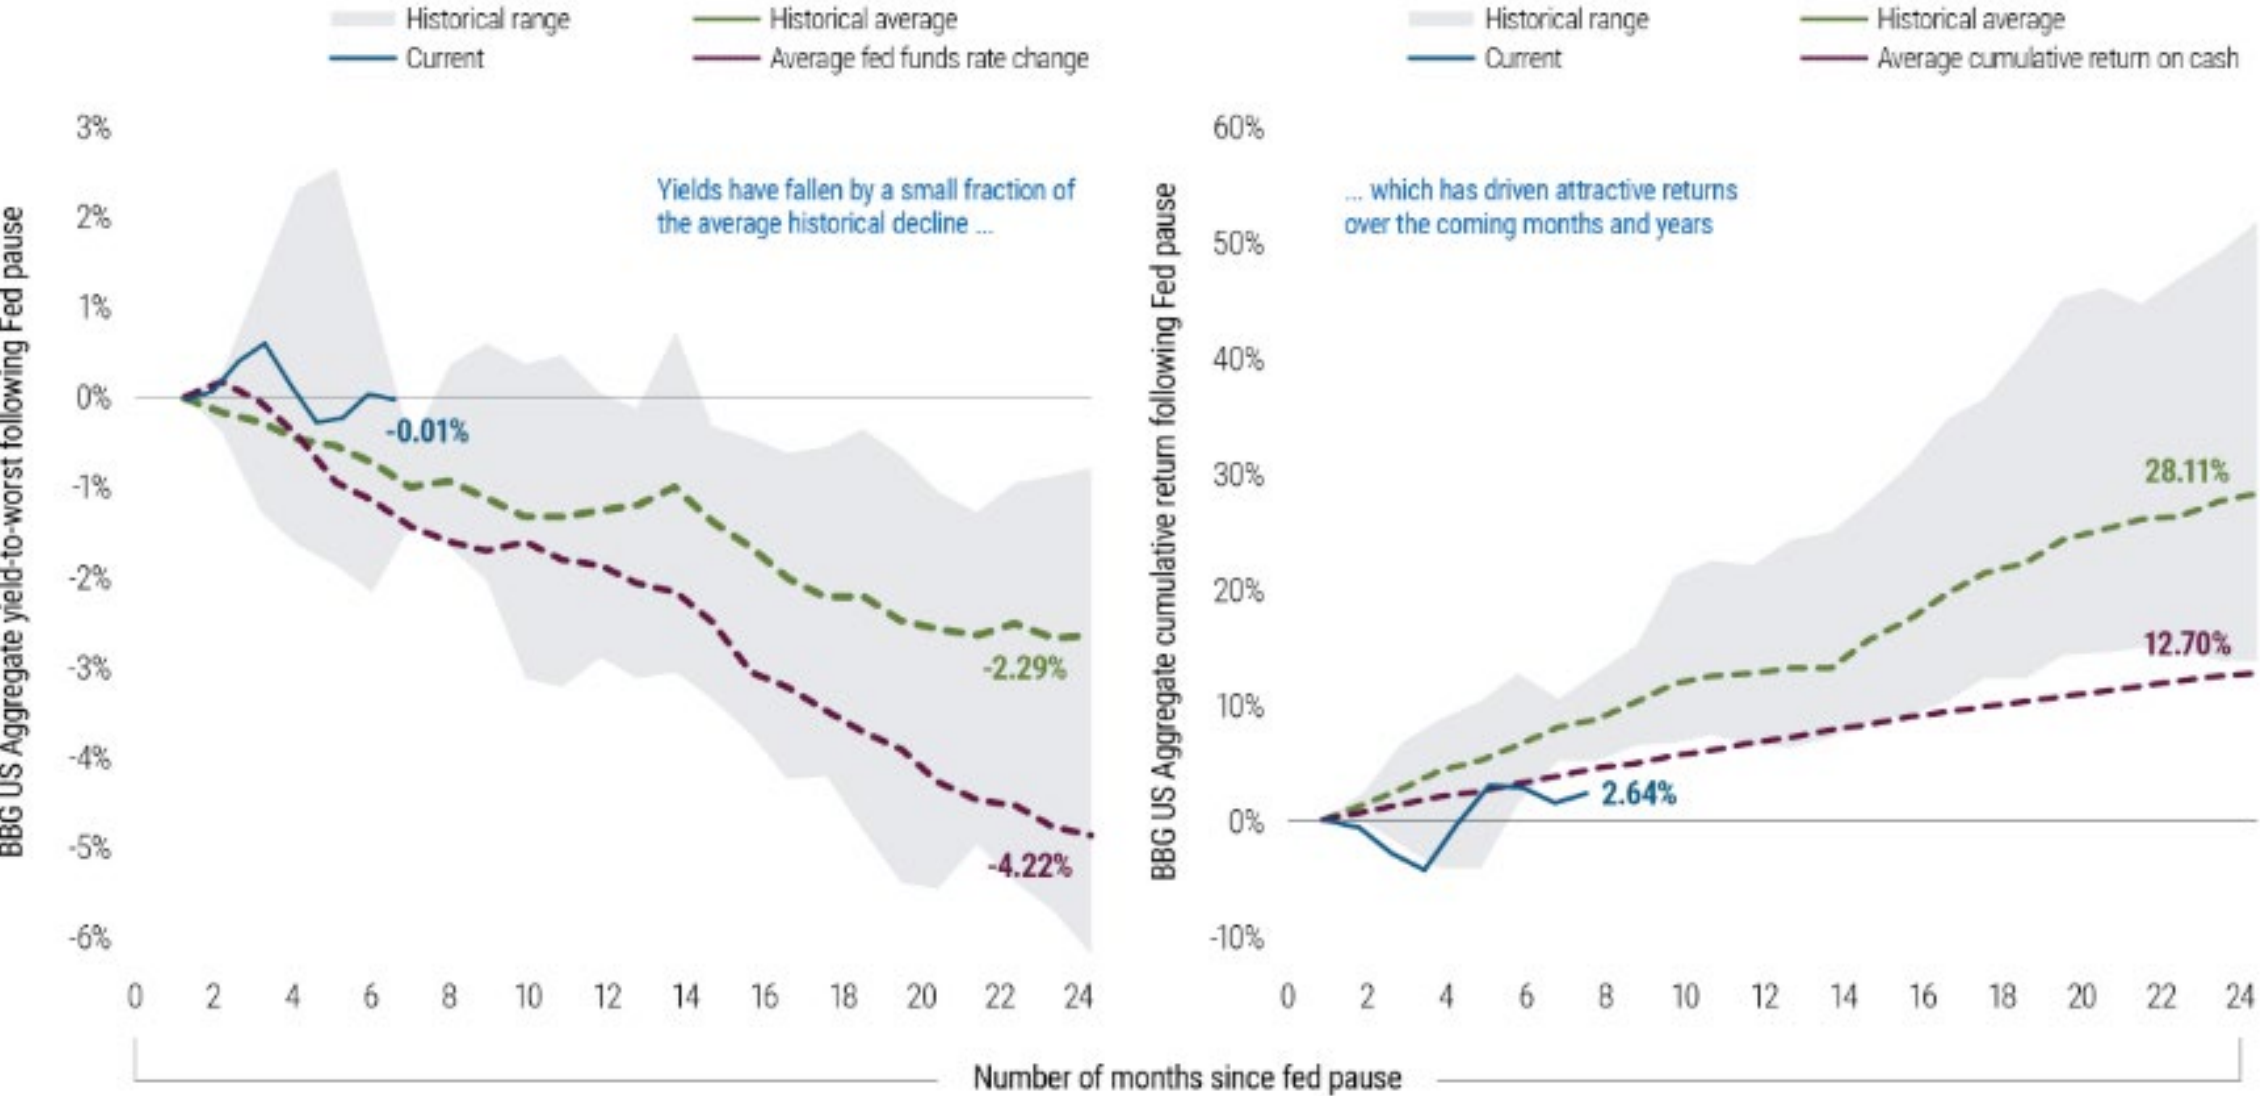 Historical range
Historical average
Current
Average fed funds rate change
BBG US Aggregate yield-to-worst following Fed pause
3%
2%
1%
0%
-1%
-2%
-3%
-4%
-5%
-6%
Yields have fallen by a small fraction of
the average historical decline ...
-0.01%
-2.29%
-4.22%
0 2 4 6 8 10 12 14 16 18 20 22 24
Historical range
Historical average
Current
Average cumulative return on cash
BBG US Aggregate cumulative return following Fed pause
60%
50%
40%
30%
20%
10%
0%
-10%
... which has driven attractive returns
over the coming months and years
28.11%
12.70%
2.64%
0 2 4 6 8 10 12 14 16 18 20 22 24
Number of months since fed pause